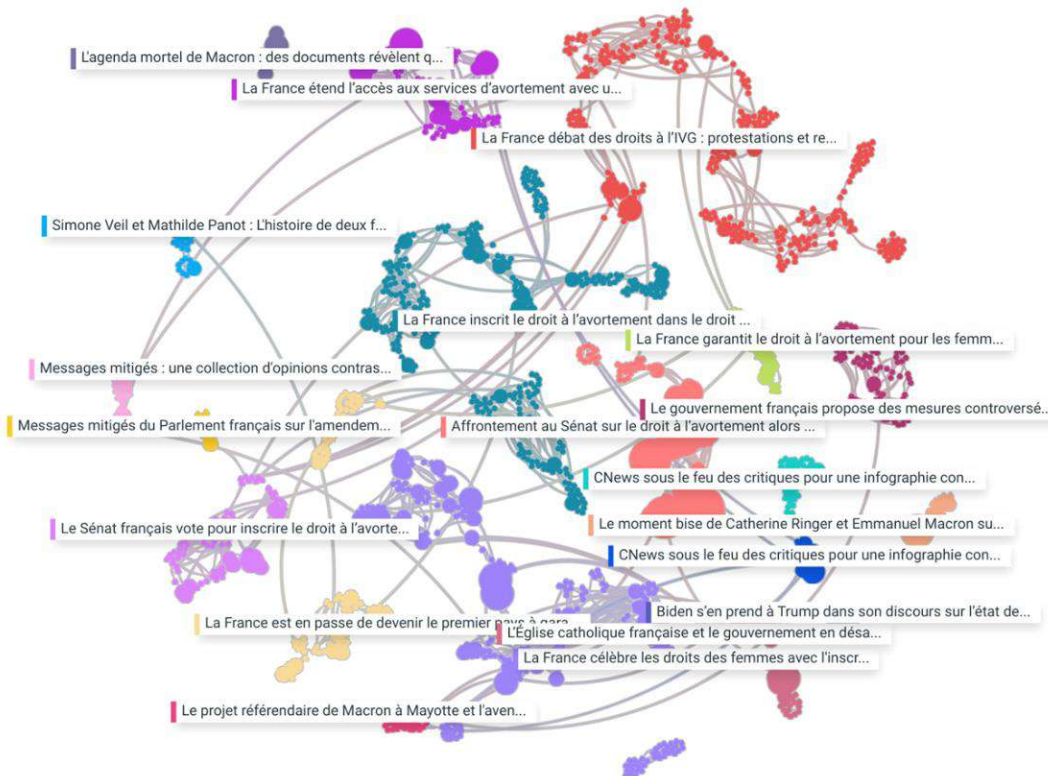 L'agenda mortel de Macron : des documents révèlent q...
La France étend l'accès aux services d'avortement avec u...
La France débat des droits à l'IVG : protestations et re...
Simone Veil et Mathilde Panot : L'histoire de deux f...
La France inscrit le droit à l'avortement dans le droit ...
La France garantit le droit à l'avortement pour les femm...
Messages mitigés : une collection d'opinions contras...
Le gouvernement français propose des mesures controversé...
Messages mitigés du Parlement français sur l'amendem...
Affrontement au Sénat sur le droit à l'avortement alors ...
CNews sous le feu des critiques pour une infographie con...
Le Sénat français vote pour inscrire le droit à l'avorte...
Le moment bise de Catherine Ringer et Emmanuel Macron su...
CNews sous le feu des critiques pour une infographie con...
Biden s'en prend à Trump dans son discours sur l'état de...
La France est en passe de devenir le premier pays à gara...
L'Église catholique française et le gouvernement en désa...
La France célèbre les droits des femmes avec l'inscr...
Le projet référendaire de Macron à Mayotte et l'aven...